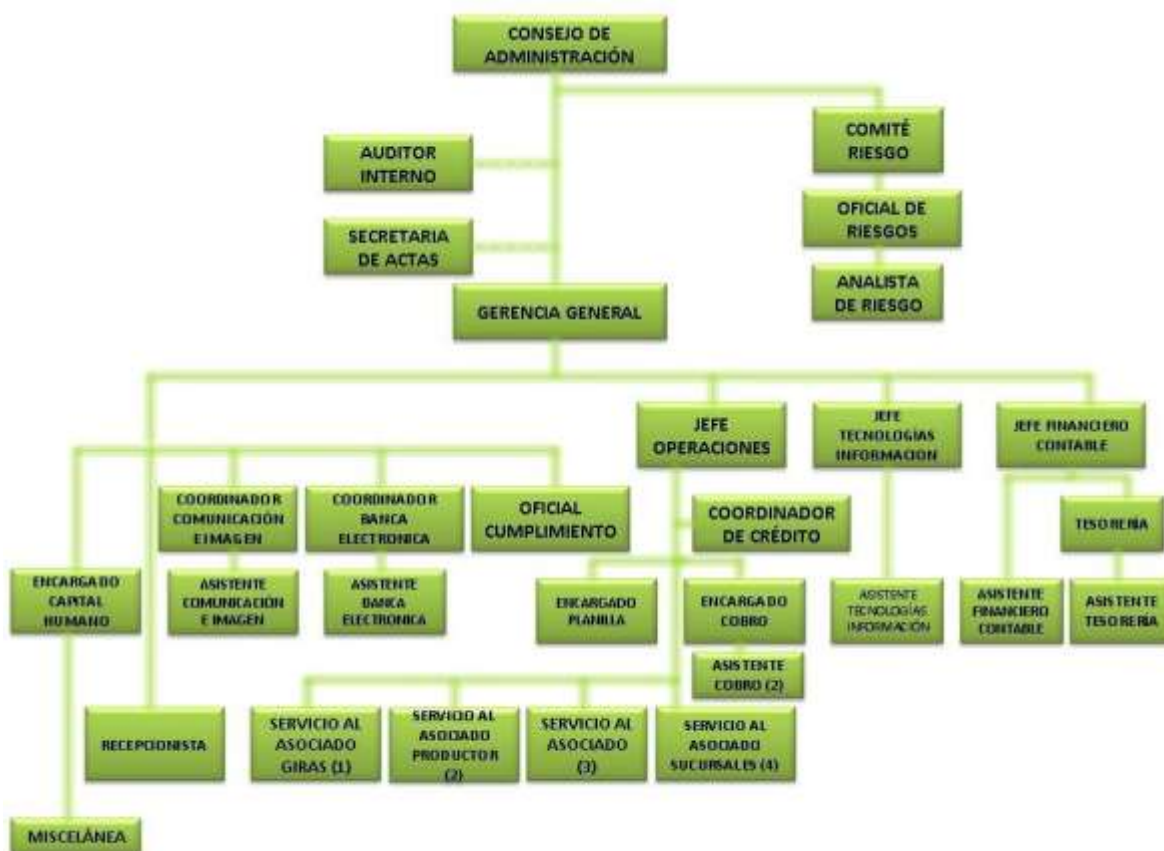 CONSEJO DE
ADMINISTRACIÓN
COMITÉ
RIESGO
AUDITOR
INTERNO
OFICIAL DE
RIESGOS
SECRETARIA
DE ACTAS
ANALISTA
DE RIESGO
GERENCIA GENERAL
JEFE
OPERACIONES
JEFE
TECNOLOGÍAS
INFORMACION
JEFE FINANCIERO
CONTABLE
COORDINADOR
COMUNICACIÓN
E IMAGEN
COORDINADOR
BANCA
ELECTRONICA
OFICIAL
CUMPLIMIENTO
COORDINADOR
DE CRÉDITO
TESORERÍA
ENCARGADO
CAPITAL
HUMANO
ASISTENTE
COMUNICACIÓN
E IMAGEN
ASISTENTE
BANCA
ELECTRONICA
ENCARGADO
PLANILLA
ENCARGADO
COBRO
ASISTENTE
TECNOLOGÍAS
INFORMACIÓN
ASISTENTE
FINANCIERO
CONTABLE
ASISTENTE
TESORERIA
ASISTENTE
COBRO (2)
RECEPCIONISTA
SERVICIO AL
ASOCIADO
GIRAS (1)
SERVICIO AL
ASOCIADO
PRODUCTOR
(2)
SERVICIO AL
ASOCIADO
(3)
SERVICIO AL
ASOCIADO
SUCURSALES (4)
MISCELÁNEA